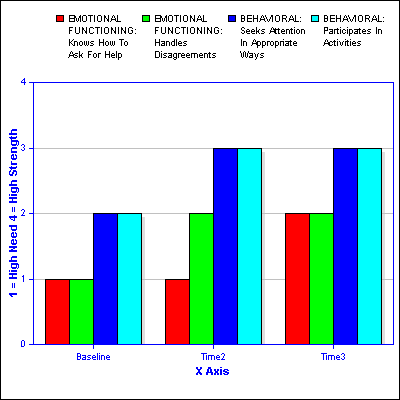 EMOTIONAL
FUNCTIONING:
Knows How To
Ask For Help
EMOTIONAL
FUNCTIONING:
Handles
Disagreements
BEHAVIORAL:
Seeks Attention
In Appropriate
Ways
BEHAVIORAL:
Participates In
Activities
1 = High Need 4 = High Strength
4
3
2
1
0
Baseline
Time2
Time3
X Axis